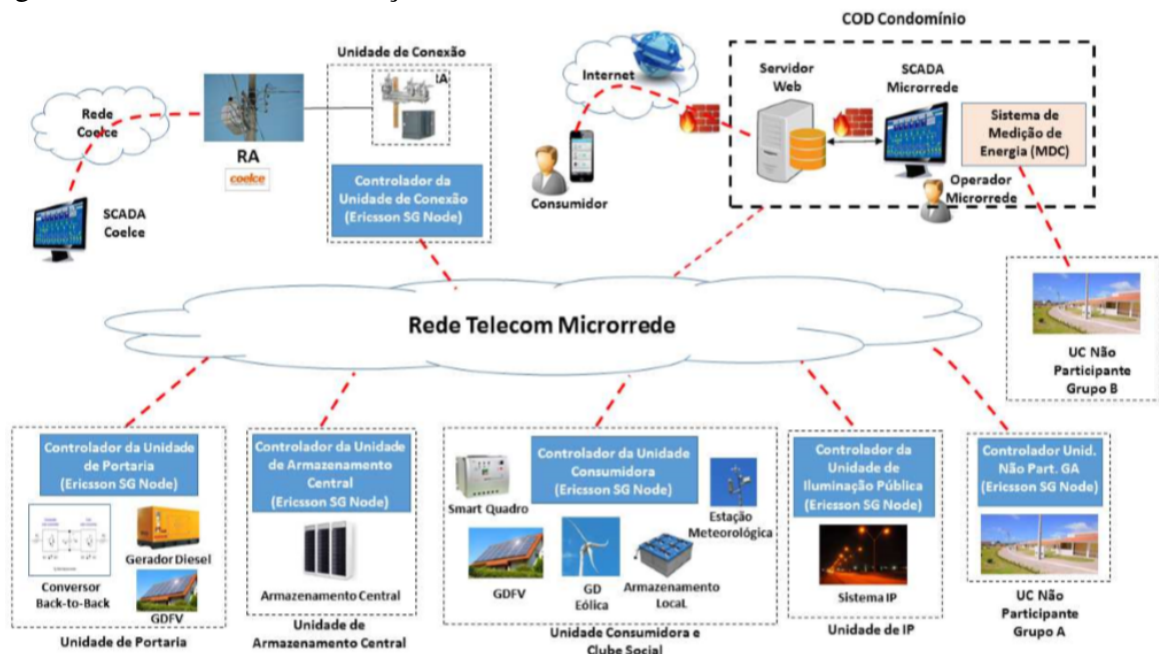 COD Condomínio
Unidade de Conexão
RA
Rede
Coelce
RA
coelce
SCADA
Coelce
Controlador da
Unidade de Conexão
(Ericsson SG Node)
Internet
Consumidor
Servidor
Web
SCADA
Microrrede
Operador
Microrrede
Sistema de
Medição de
Energia (MDC)
UC Não
Participante
Grupo B
Rede Telecom Microrrede
Controlador da Unidade
de Portaria
(Ericsson SG Node)
Gerador Diesel
Conversor
Back-to-Back
GDFV
Unidade de Portaria
Controlador da Unidade
de Armazenamento
Central
(Ericsson SG Node)
Armazenamento Central
Unidade de
Armazenamento Central
Controlador da Unidade
Consumidora
(Ericsson SG Node)
Smart Quadro
Estação
Meteorológica
GDFV
GD
Eólica
Armazenamento
LocaL
Unidade Consumidora e
Clube Social
Controlador da
Unidade de
Iluminação Pública
(Ericsson SG Node)
Sistema IP
Unidade de IP
Controlador Unid.
Não Part. GA
(Ericsson SG Node)
UC Não
Participante
Grupo A